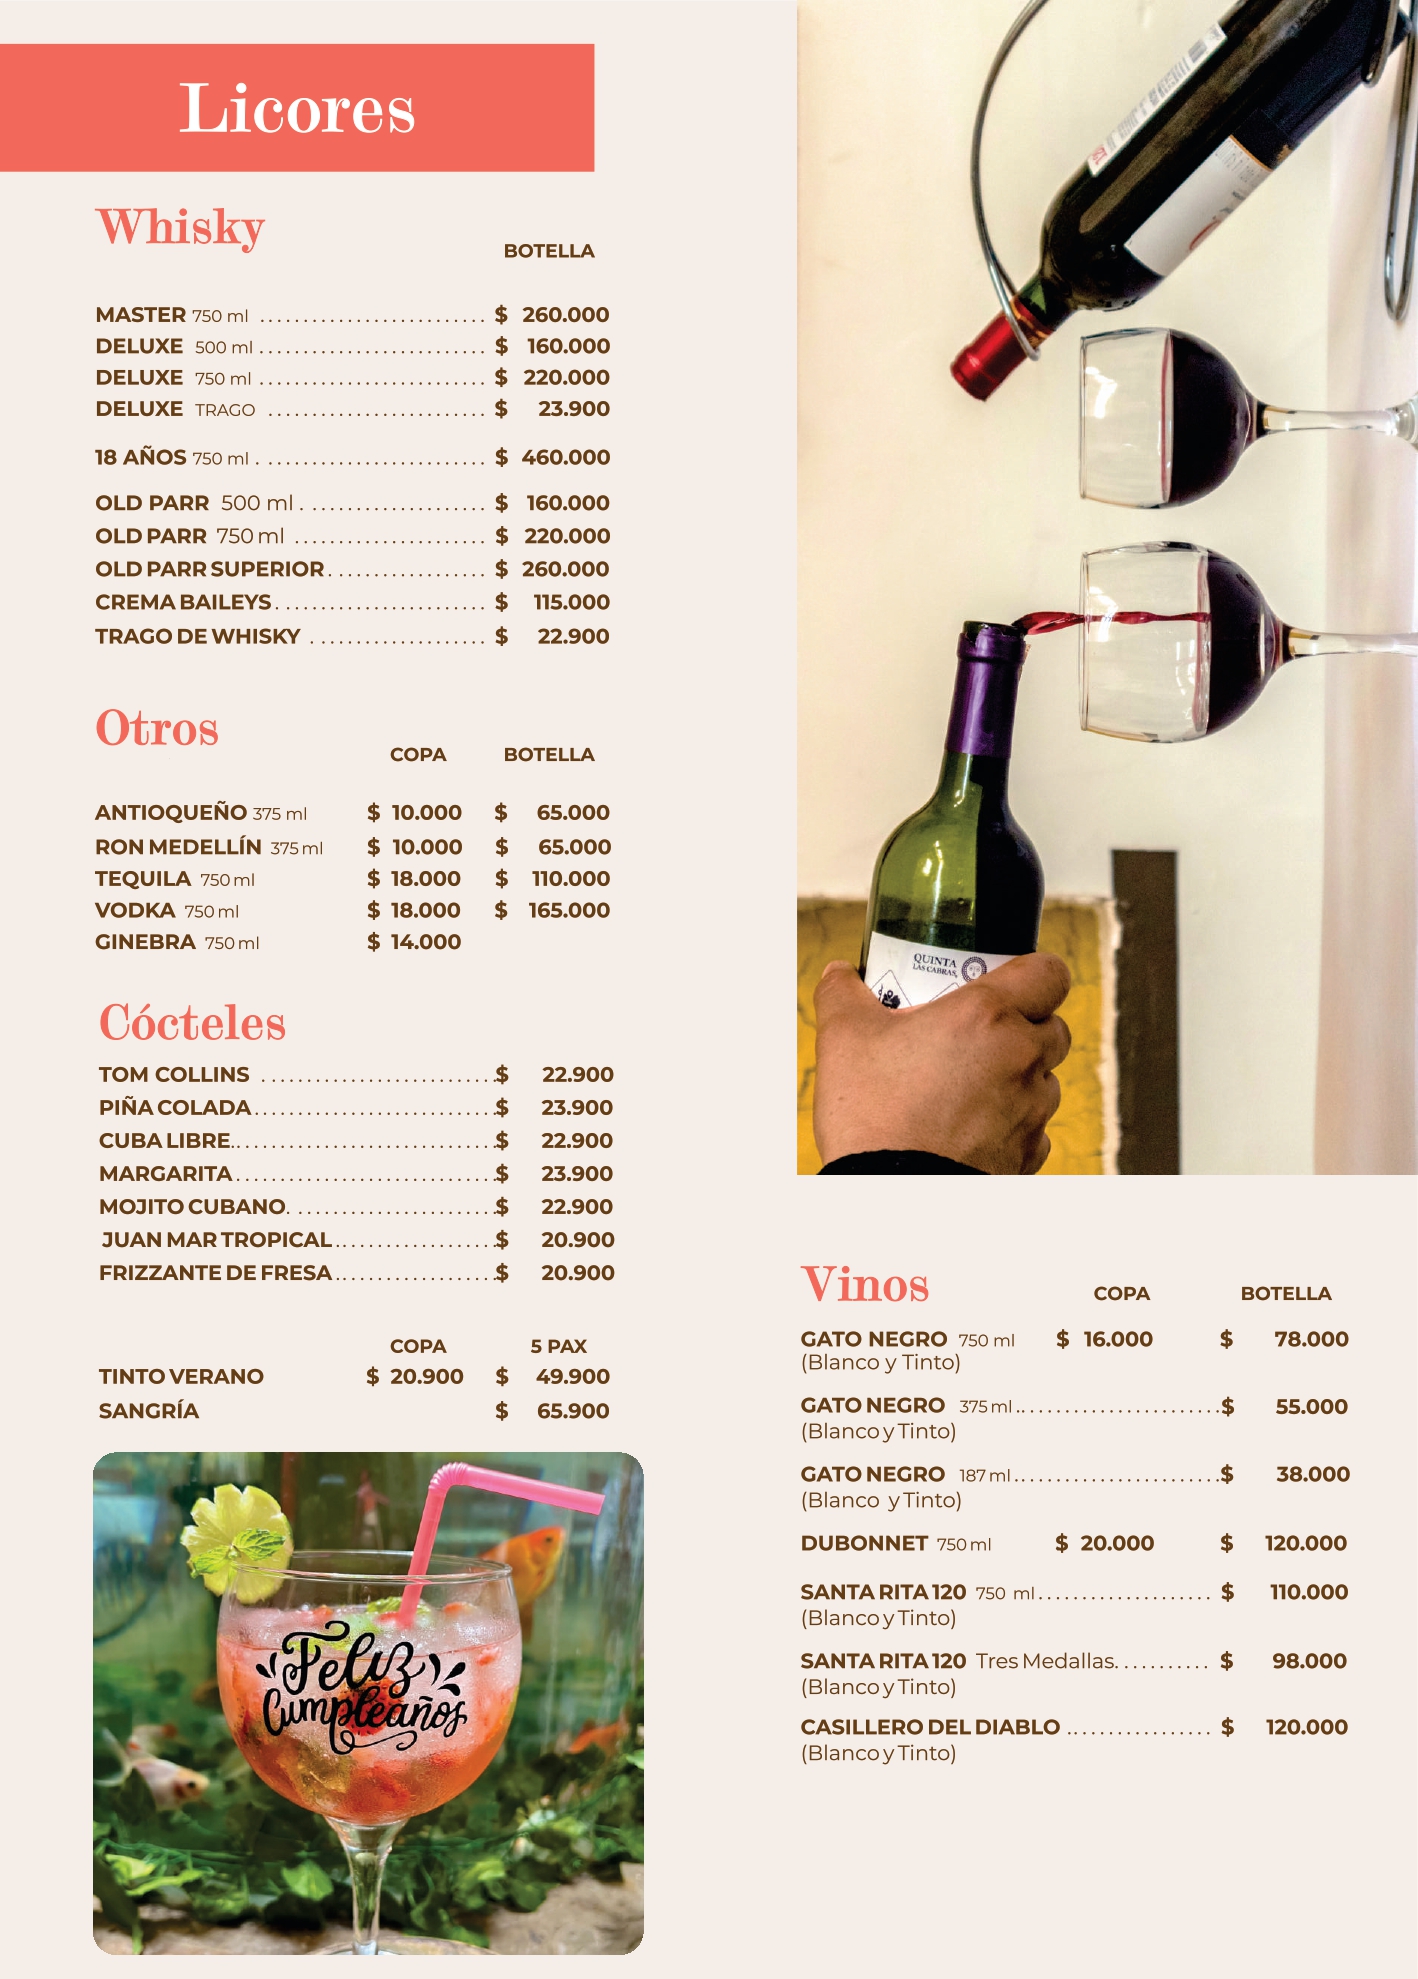 Licores
Whisky
BOTELLA
MASTER 750 ml ........................... $ 260.000
DELUXE 500 ml ........................... $ 160.000
DELUXE 750 ml ........................... $ 220.000
DELUXE TRAGO .......................... $ 23.900
18 AÑOS 750 ml . .......................... $ 460.000
OLD PARR 500 ml . .................... $ 160.000
OLD PARR 750 ml ...................... $ 220.000
OLD PARR SUPERIOR. ................. $ 260.000
CREMA BAILEYS. ........................ $ 115.000
TRAGO DE WHISKY . ................... $ 22.900
Otros
COPA BOTELLA
ANTIOQUEÑO 375 ml $ 10.000 $ 65.000
RON MEDELLÍN 375 ml $ 10.000 $ 65.000
TEQUILA 750 ml $ 18.000 $ 110.000
VODKA 750 ml $ 18.000 $ 165.000
GINEBRA 750 ml $ 14.000
Cócteles
TOM COLLINS ...........................$ 22.900
PIÑA COLADA ............................$ 23.900
CUBA LIBRE...............................$ 22.900
MARGARITA ..............................$ 23.900
MOJITO CUBANO. .......................$ 22.900
JUAN MAR TROPICAL ...................$ 20.900
FRIZZANTE DE FRESA ...................$ 20.900
COPA 5 PAX
TINTO VERANO $ 20.900 $ 49.900
SANGRÍA $ 65.900
Feliz
Cumpleaños
QUINTA
LAS CABRAS
Vinos
COPA BOTELLA
GATO NEGRO 750 ml $ 16.000 $ 78.000
(Blanco y Tinto)
GATO NEGRO 375 ml ........................$ 55.000
(Blanco y Tinto)
GATO NEGRO 187 ml ........................$ 38.000
(Blanco y Tinto)
DUBONNET 750 ml $ 20.000 $ 120.000
SANTA RITA 120 750 ml .................... $ 110.000
(Blanco y Tinto)
SANTA RITA 120 Tres Medallas. .......... $ 98.000
(Blanco y Tinto)
CASILLERO DEL DIABLO ................. $ 120.000
(Blanco y Tinto)